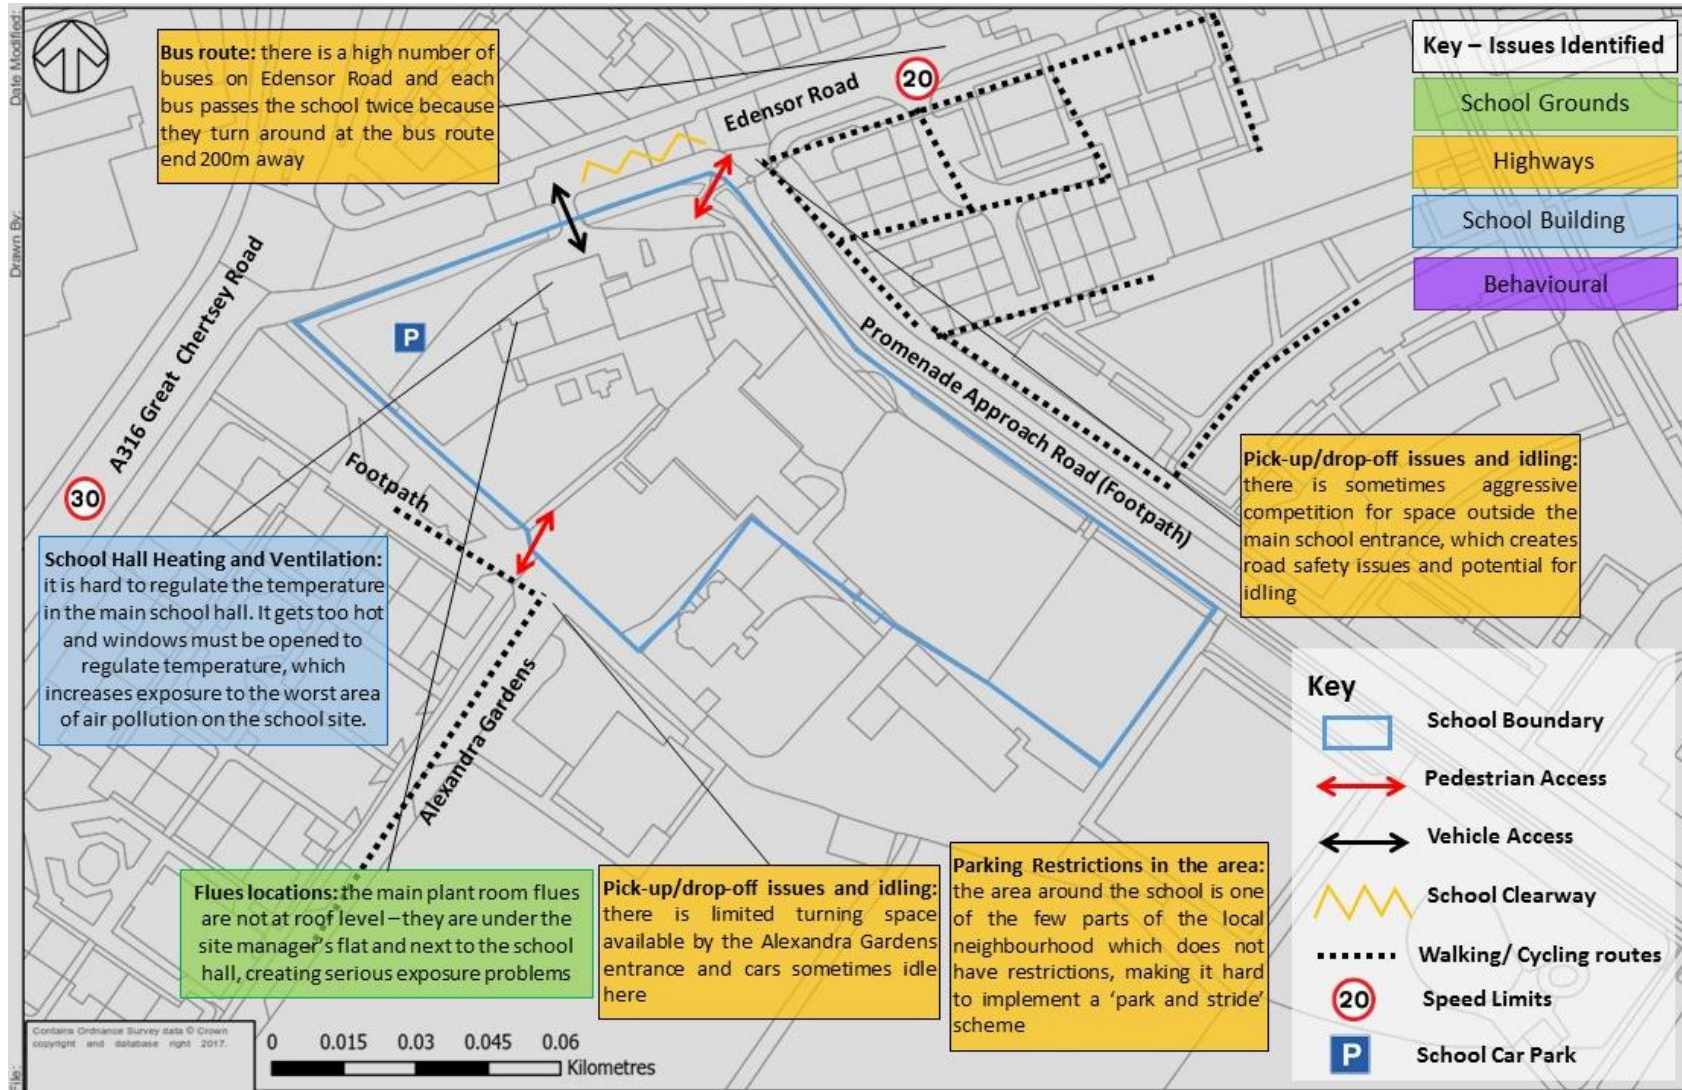 Date Modified:
Drawn By:
File:
Bus route: there is a high number of
buses on Edensor Road and each
bus passes the school twice because
they turn around at the bus route
end 200m away
20
Edensor Road
Key – Issues Identified
School Grounds
Highways
School Building
Behavioural
A316 Great Chertsey Road
P
30
Footpath
Promenade Approach Road (Footpath)
Alexandra Gardens
Pick-up/drop-off issues and idling:
there is sometimes aggressive
competition for space outside the
main school entrance, which creates
road safety issues and potential for
idling
School Hall Heating and Ventilation:
it is hard to regulate the temperature
in the main school hall. It gets too hot
and windows must be opened to
regulate temperature, which
increases exposure to the worst area
of air pollution on the school site.
Flues locations: the main plant room flues
are not at roof level – they are under the
site manager's flat and next to the school
hall, creating serious exposure problems
Pick-up/drop-off issues and idling:
there is limited turning space
available by the Alexandra Gardens
entrance and cars sometimes idle
here
Parking Restrictions in the area:
the area around the school is one
of the few parts of the local
neighbourhood which does not
have restrictions, making it hard
to implement a ‘park and stride’
scheme
Key
School Boundary
Pedestrian Access
Vehicle Access
School Clearway
Walking/ Cycling routes
20
Speed Limits
P
School Car Park
Contains Ordnance Survey data © Crown
copyright and database right 2017.
0 0.015 0.03 0.045 0.06
Kilometres